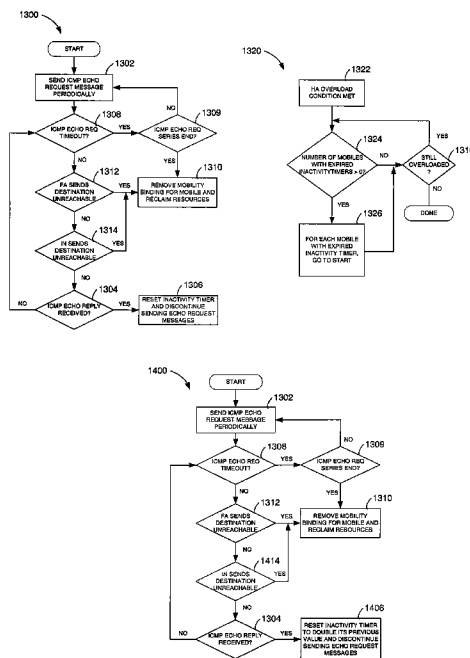 1300
START
1302
SEND ICMP ECHO
REQUEST MESSAGE
PERIODICALLY
1308
ICMP ECHO REQ
TIMEOUT?
YES
NO
1309
ICMP ECHO REQ
SERIES END?
NO
YES
1312
FA SENDS
DESTINATION
UNREACHABLE
YES
NO
1310
REMOVE MOBILITY
BINDING FOR MOBILE AND
RECLAIM RESOURCES
1314
IN SENDS
DESTINATION
UNREACHABLE
YES
NO
1304
ICMP ECHO REPLY
RECEIVED?
NO
YES
1306
RESET INACTIVITY TIMER
AND DISCONTINUE
SENDING ECHO REQUEST
MESSAGES
1320
1322
HA OVERLOAD
CONDITION MET
1324
NUMBER OF MOBILES
WITH EXPIRED
INACTIVITYTIMERS > 0?
NO
YES
YES
STILL
OVERLOADED
?
NO
DONE
1326
FOR EACH MOBILE
WITH EXPIRED
INACTIVITY TIMER,
GO TO START
1400
START
1302
SEND ICMP ECHO
REQUEST MESSAGE
PERIODICALLY
1308
ICMP ECHO REQ
TIMEOUT?
YES
NO
1309
ICMP ECHO REQ
SERIES END?
NO
YES
1312
FA SENDS
DESTINATION
UNREACHABLE
YES
NO
1310
REMOVE MOBILITY
BINDING FOR MOBILE AND
RECLAIM RESOURCES
1414
IN SENDS
DESTINATION
UNREACHABLE
YES
NO
1304
ICMP ECHO REPLY
RECEIVED?
NO
YES
1406
RESET INACTIVITY TIMER
TO DOUBLE ITS PREVIOUS
VALUE AND DISCONTINUE
SENDING ECHO REQUEST
MESSAGES